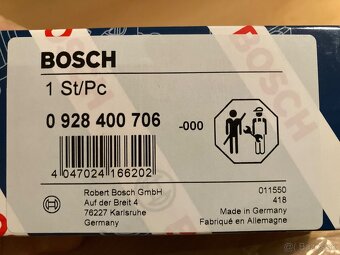 BOSCH
1 St/Pc
0 928 400 706 -000
4 047024 166202
Robert Bosch GmbH
Auf der Breit 4
76227 Karlsruhe
Germany
011550
418
Made in Germany
Fabriqué en Allemagne
BOSCH